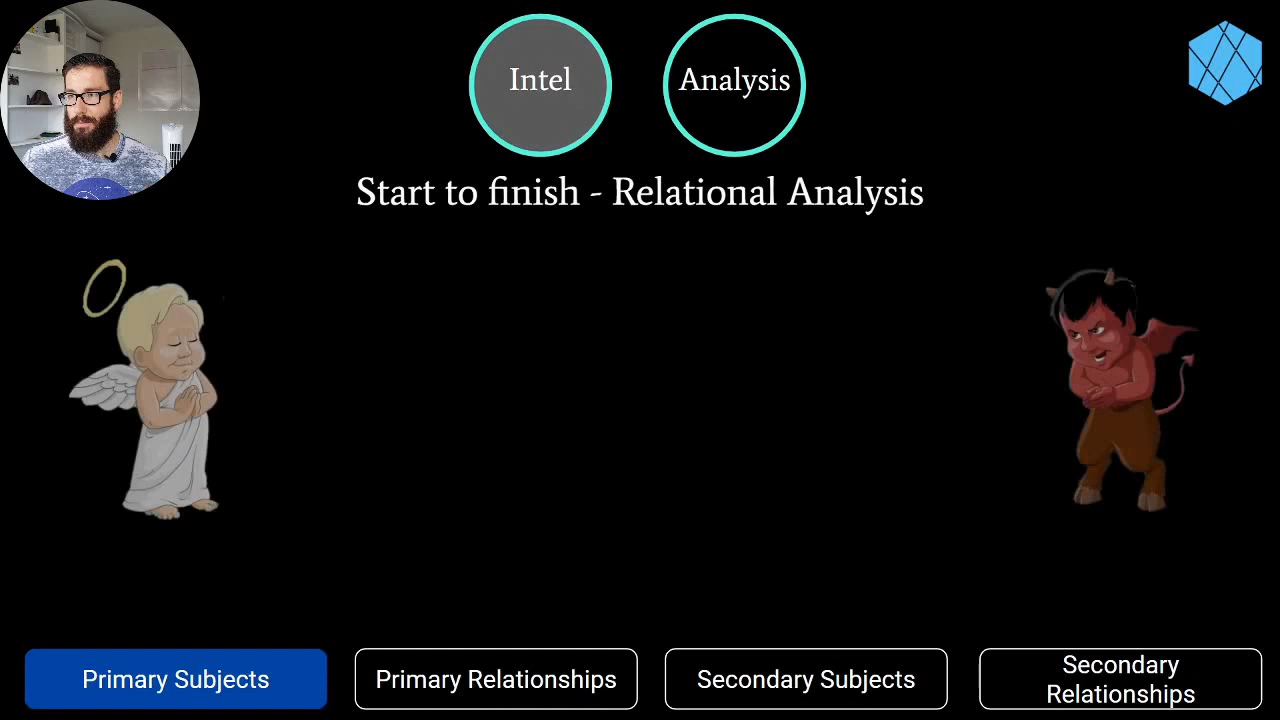 Intel
Analysis
Start to finish - Relational Analysis
Primary Subjects
Primary Relationships
Secondary Subjects
Secondary
Relationships